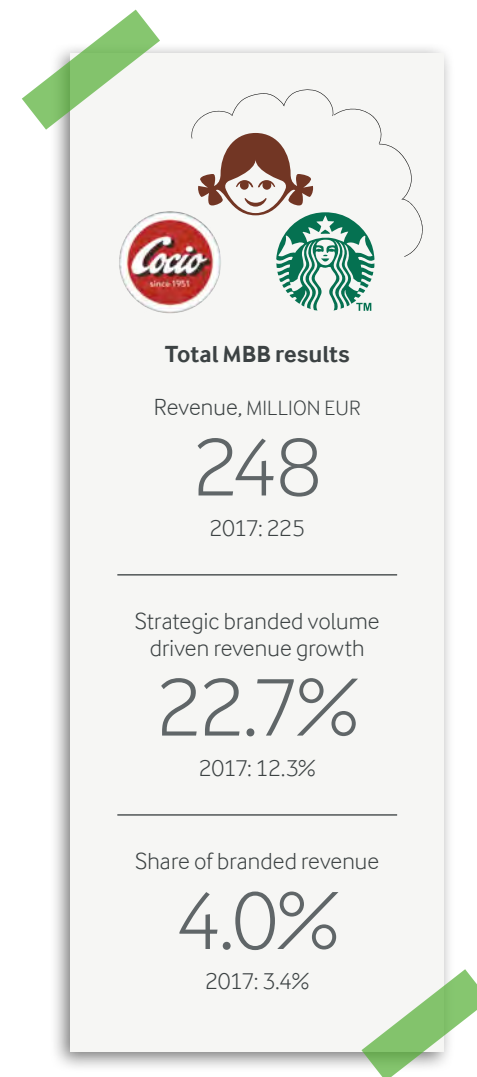 Cocio
since 1951
TM
Total MBB results
Revenue, MILLION EUR
248
2017: 225
Strategic branded volume
driven revenue growth
22.7%
2017: 12.3%
Share of branded revenue
4.0%
2017: 3.4%